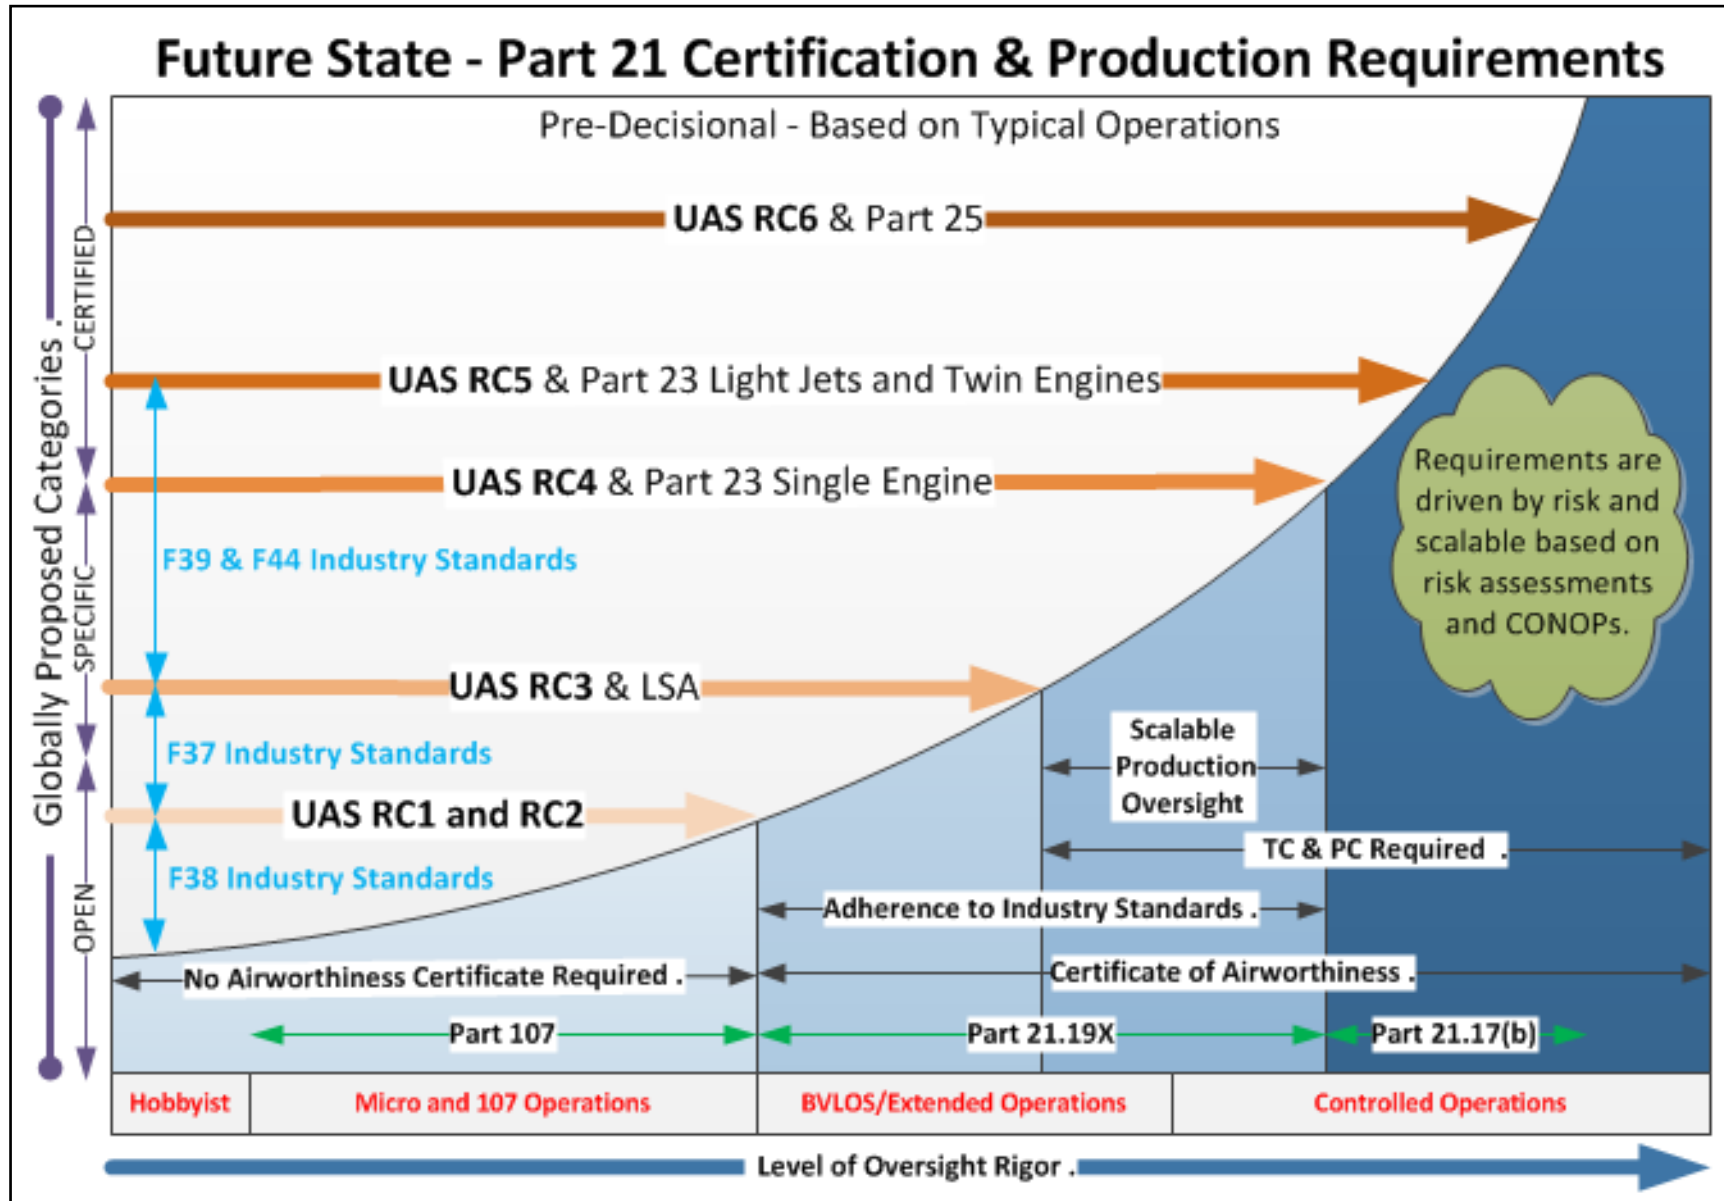 Future State - Part 21 Certification & Production Requirements
Pre-Decisional - Based on Typical Operations
Globally Proposed Categories .
CERTIFIED
SPECIFIC
OPEN
UAS RC6 & Part 25
UAS RC5 & Part 23 Light Jets and Twin Engines
UAS RC4 & Part 23 Single Engine
F39 & F44 Industry Standards
UAS RC3 & LSA
F37 Industry Standards
UAS RC1 and RC2
F38 Industry Standards
Requirements are
driven by risk and
scalable based on
risk assessments
and CONOPs.
Scalable
Production
Oversight
TC & PC Required .
Adherence to Industry Standards .
No Airworthiness Certificate Required .
Certificate of Airworthiness .
Part 107
Part 21.19X
Part 21.17(b)
Hobbyist
Micro and 107 Operations
BVLOS/Extended Operations
Controlled Operations
Level of Oversight Rigor .